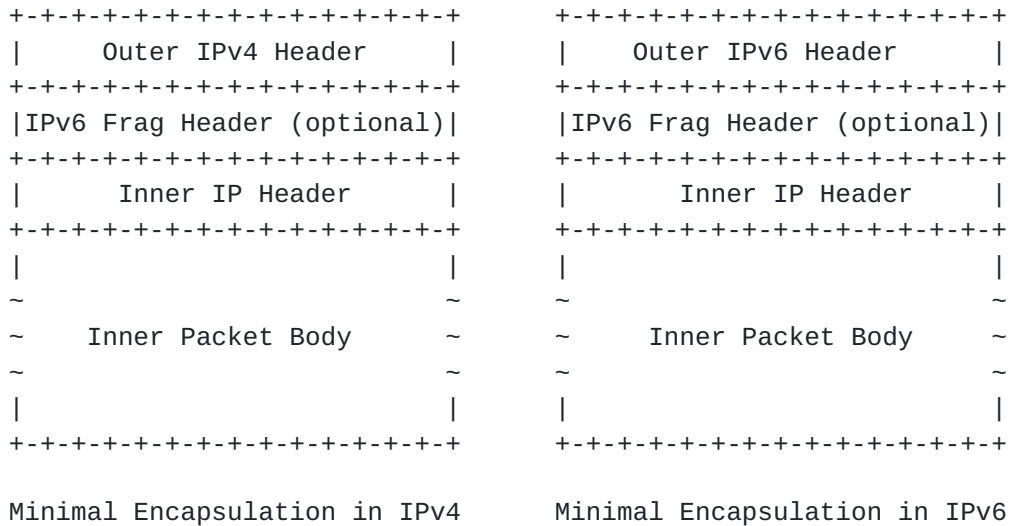 +-+-+-+-+-+-+-+-+-+-+-+-+-+-+      +-+-+-+-+-+-+-+-+-+-+-+-+-+-+
|     Outer IPv4 Header     |      |    Outer IPv6 Header      |
+-+-+-+-+-+-+-+-+-+-+-+-+-+-+      +-+-+-+-+-+-+-+-+-+-+-+-+-+-+
|IPv6 Frag Header (optional)|      |IPv6 Frag Header (optional)|
+-+-+-+-+-+-+-+-+-+-+-+-+-+-+      +-+-+-+-+-+-+-+-+-+-+-+-+-+-+
|      Inner IP Header      |      |       Inner IP Header     |
+-+-+-+-+-+-+-+-+-+-+-+-+-+-+      +-+-+-+-+-+-+-+-+-+-+-+-+-+-+
|                           |      |                           |
~                           ~      ~                           ~
~    Inner Packet Body      ~      ~     Inner Packet Body     ~
~                           ~      ~                           ~
|                           |      |                           |
+-+-+-+-+-+-+-+-+-+-+-+-+-+-+      +-+-+-+-+-+-+-+-+-+-+-+-+-+-+
Minimal Encapsulation in IPv4      Minimal Encapsulation in IPv6